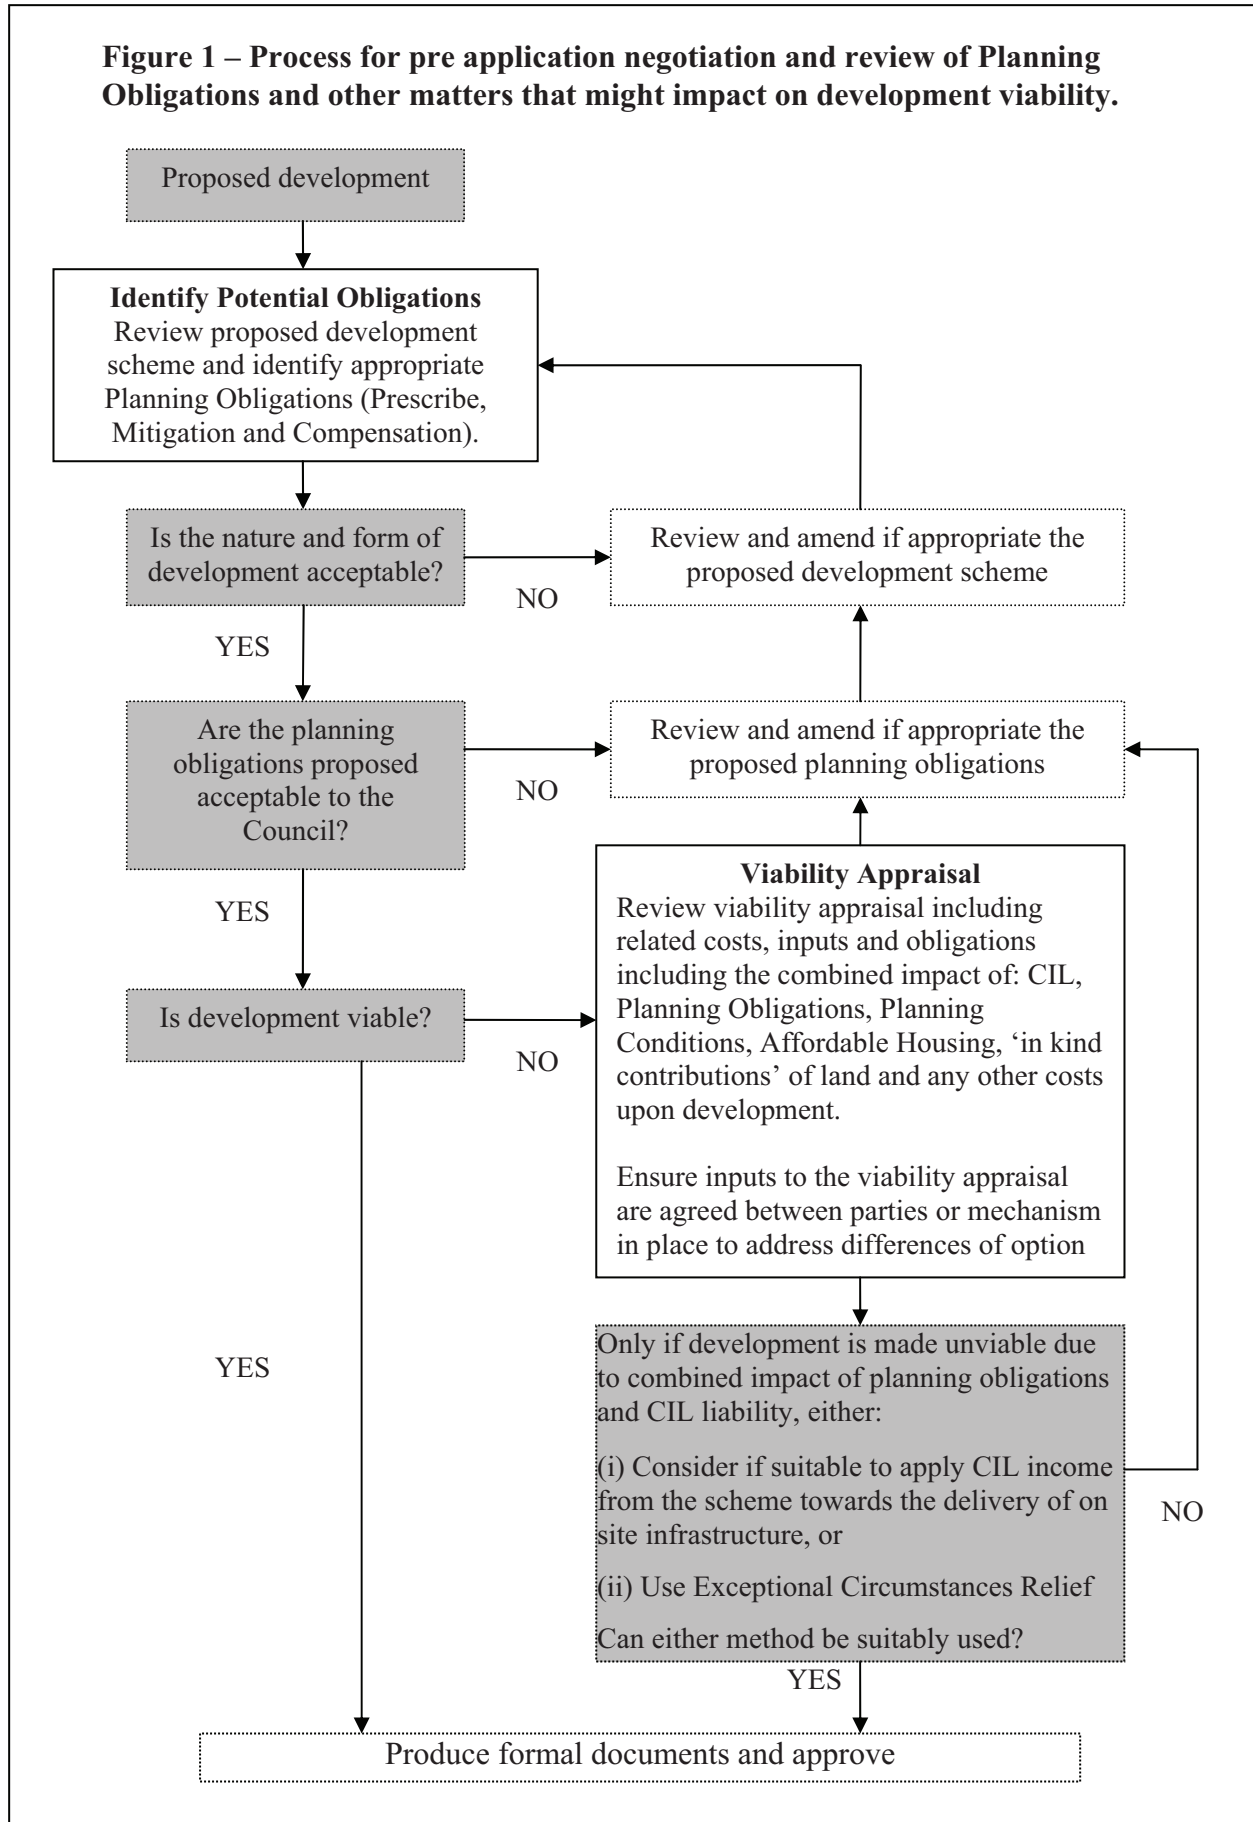 Figure 1 – Process for pre application negotiation and review of Planning
Obligations and other matters that might impact on development viability.
Proposed development
Identify Potential Obligations
Review proposed development
scheme and identify appropriate
Planning Obligations (Prescribe,
Mitigation and Compensation).
Is the nature and form of
development acceptable?
NO
Review and amend if appropriate the
proposed development scheme
YES
Are the planning
obligations proposed
acceptable to the
Council?
NO
Review and amend if appropriate the
proposed planning obligations
YES
Is development viable?
NO
Viability Appraisal
Review viability appraisal including
related costs, inputs and obligations
including the combined impact of: CIL,
Planning Obligations, Planning
Conditions, Affordable Housing, ‘in kind
contributions’ of land and any other costs
upon development.
Ensure inputs to the viability appraisal
are agreed between parties or mechanism
in place to address differences of option
YES
Only if development is made unviable due
to combined impact of planning obligations
and CIL liability, either:
(i) Consider if suitable to apply CIL income
from the scheme towards the delivery of on
site infrastructure, or
(ii) Use Exceptional Circumstances Relief
Can either method be suitably used?
NO
YES
Produce formal documents and approve